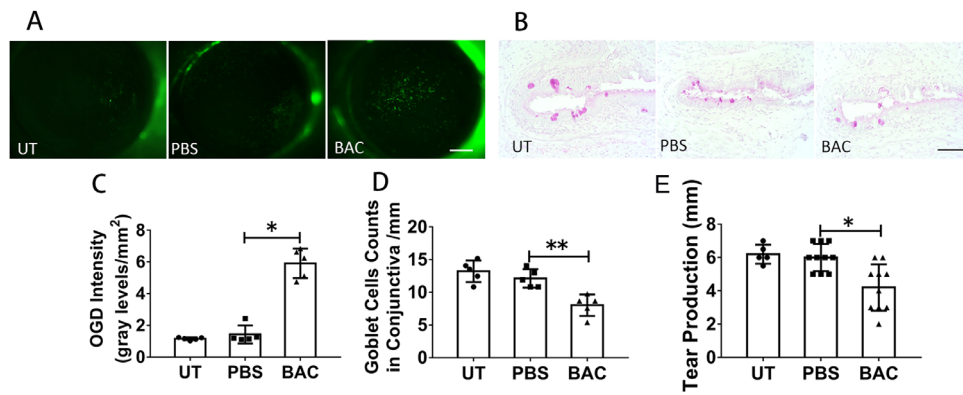 A
B
UT
PBS
BAC
UT
PBS
BAC
C
D
E
OGD Intensity
(gray levels/mm²)
8
6
4
2
0
*
UT
PBS
BAC
Goblet Cells Counts
in Conjunctiva /mm
20
15
10
5
0
**
UT
PBS
BAC
Tear Production (mm)
8
6
4
2
0
*
UT
PBS
BAC